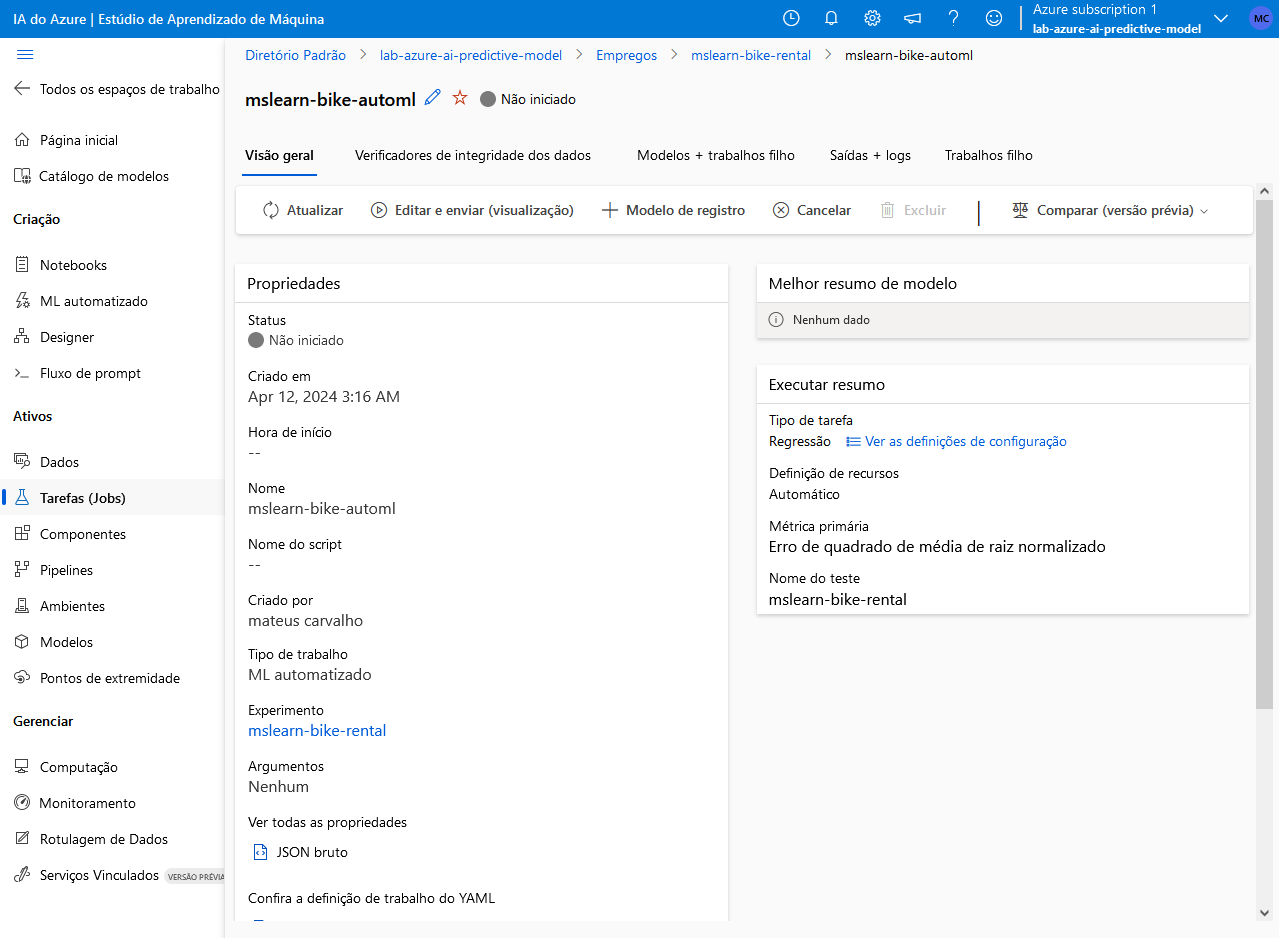 IA do Azure | Estúdio de Aprendizado de Máquina
Azure subscription 1
lab-azure-ai-predictive-model
MC
Todos os espaços de trabalho
Página inicial
Catálogo de modelos
Criação
Notebooks
ML automatizado
Designer
Fluxo de prompt
Ativos
Dados
Tarefas (Jobs)
Componentes
Pipelines
Ambientes
Modelos
Pontos de extremidade
Gerenciar
Computação
Monitoramento
Rotulagem de Dados
Serviços Vinculados VERSÃO PRÉVIA
Diretório Padrão > lab-azure-ai-predictive-model > Empregos > mslearn-bike-rental > mslearn-bike-automl
mslearn-bike-automl Não iniciado
Visão geral Verificadores de integridade dos dados Modelos + trabalhos filho Saídas + logs Trabalhos filho
Atualizar Editar e enviar (visualização) Modelo de registro Cancelar Excluir Comparar (versão prévia)
Propriedades
Status
Não iniciado
Criado em
Apr 12, 2024 3:16 AM
Hora de início
--
Nome
mslearn-bike-automl
Nome do script
--
Criado por
mateus carvalho
Tipo de trabalho
ML automatizado
Experimento
mslearn-bike-rental
Argumentos
Nenhum
Ver todas as propriedades
JSON bruto
Confira a definição de trabalho do YAML
Melhor resumo de modelo
Nenhum dado
Executar resumo
Tipo de tarefa
Regressão Ver as definições de configuração
Definição de recursos
Automático
Métrica primária
Erro de quadrado de média de raiz normalizado
Nome do teste
mslearn-bike-rental